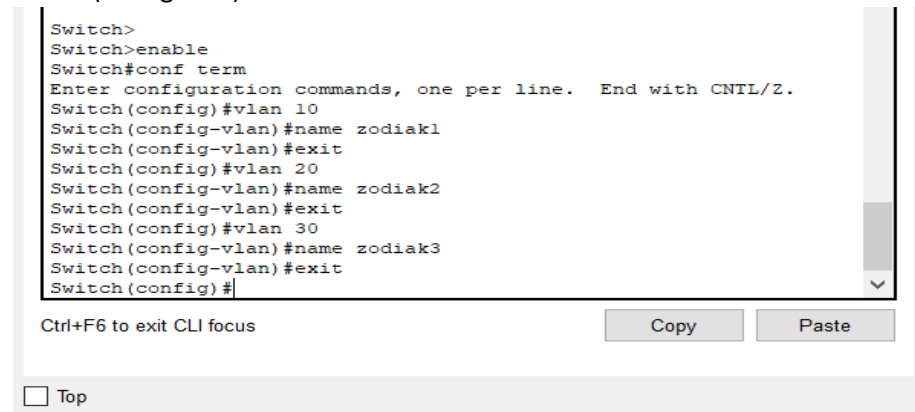 Switch>
Switch>enable
Switch#conf term
Enter configuration commands, one per line.  End with CNTL/Z.
Switch(config)#vlan 10
Switch(config-vlan)#name zodiak1
Switch(config-vlan)#exit
Switch(config)#vlan 20
Switch(config-vlan)#name zodiak2
Switch(config-vlan)#exit
Switch(config)#vlan 30
Switch(config-vlan)#name zodiak3
Switch(config-vlan)#exit
Switch(config)#
Ctrl+F6 to exit CLI focus
Copy
Paste
Top